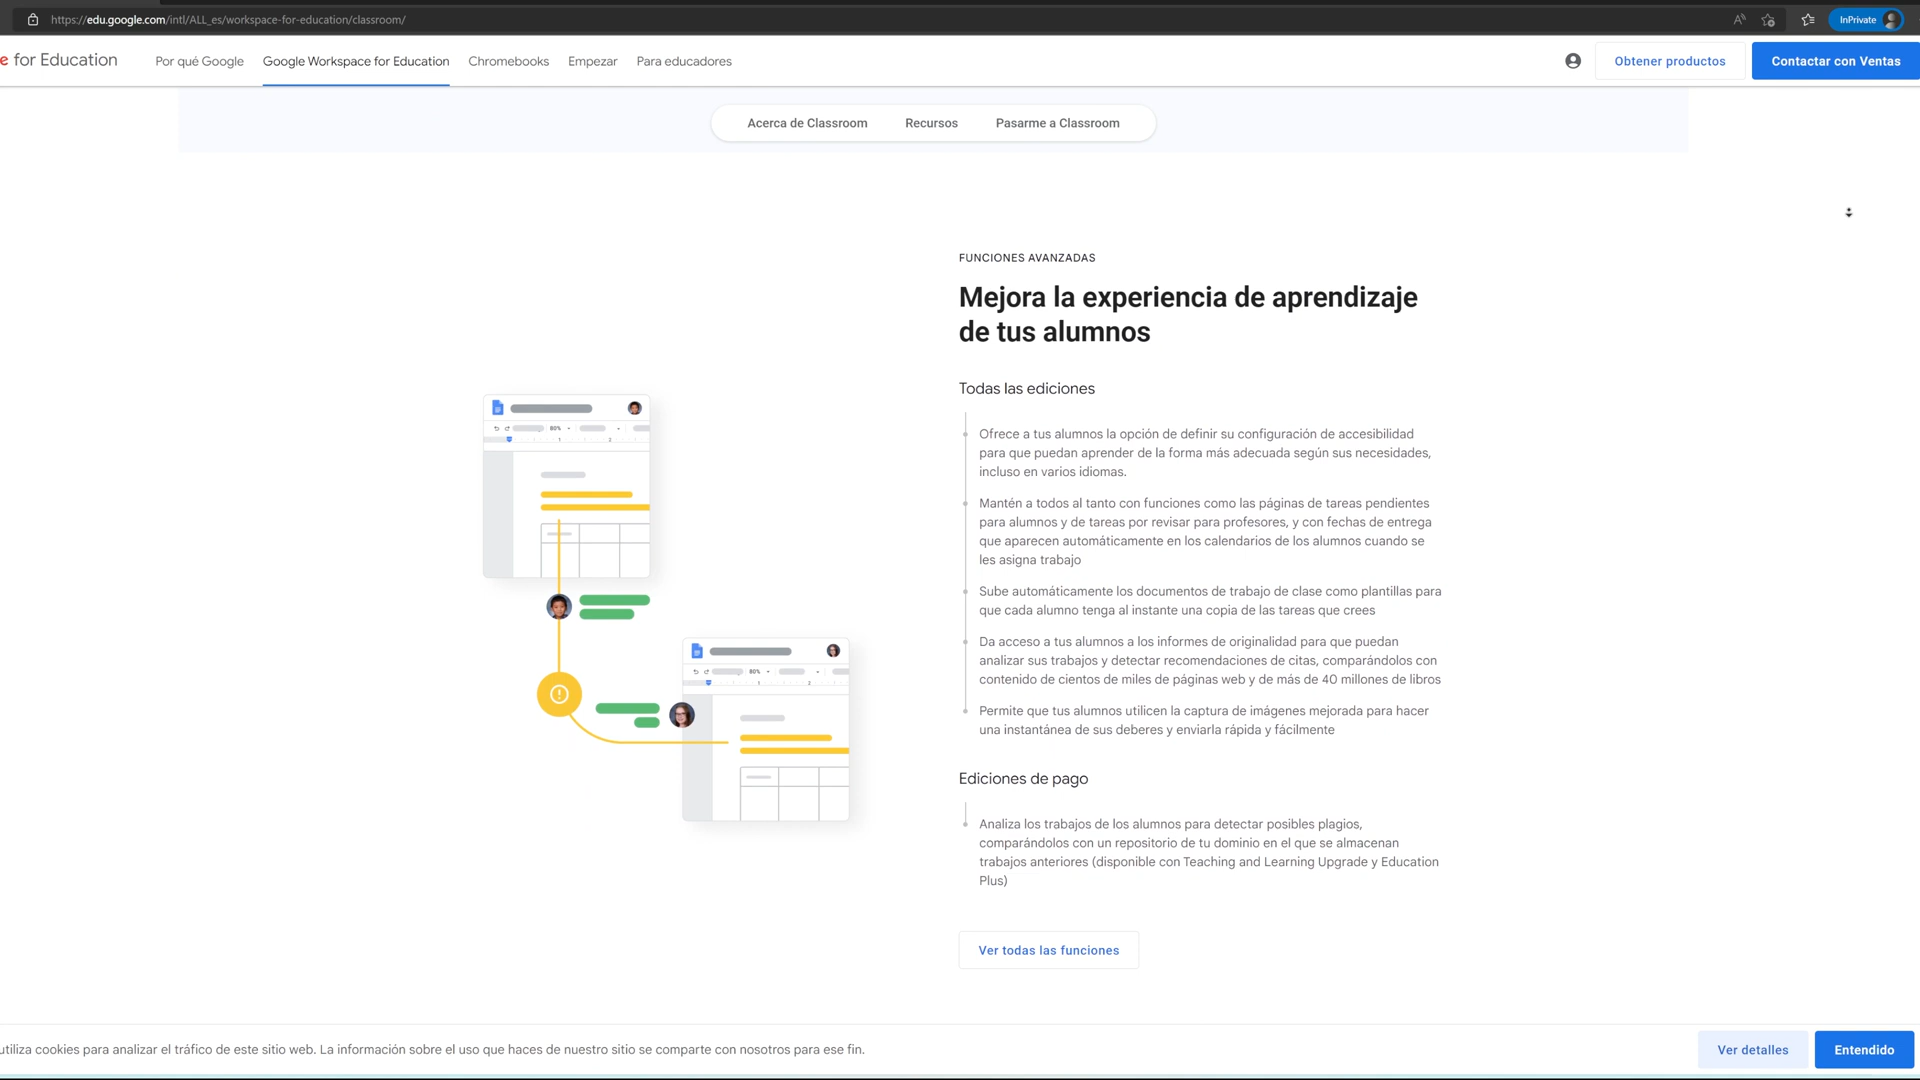 https://edu.google.com/intl/ALL_es/workspace-for-education/classroom/
InPrivate
e for Education
Por qué Google
Google Workspace for Education
Chromebooks
Empezar
Para educadores
Obtener productos
Contactar con Ventas
Acerca de Classroom
Recursos
Pasarme a Classroom
FUNCIONES AVANZADAS
Mejora la experiencia de aprendizaje
de tus alumnos
Todas las ediciones
Ofrece a tus alumnos la opción de definir su configuración de accesibilidad
para que puedan aprender de la forma más adecuada según sus necesidades,
incluso en varios idiomas.
Mantén a todos al tanto con funciones como las páginas de tareas pendientes
para alumnos y de tareas por revisar para profesores, y con fechas de entrega
que aparecen automáticamente en los calendarios de los alumnos cuando se
les asigna trabajo
Sube automáticamente los documentos de trabajo de clase como plantillas para
que cada alumno tenga al instante una copia de las tareas que crees
Da acceso a tus alumnos a los informes de originalidad para que puedan
analizar sus trabajos y detectar recomendaciones de citas, comparándolos con
contenido de cientos de miles de páginas web y de más de 40 millones de libros
Permite que tus alumnos utilicen la captura de imágenes mejorada para hacer
una instantánea de sus deberes y enviarla rápida y fácilmente
Ediciones de pago
Analiza los trabajos de los alumnos para detectar posibles plagios,
comparándolos con un repositorio de tu dominio en el que se almacenan
trabajos anteriores (disponible con Teaching and Learning Upgrade y Education
Plus)
Ver todas las funciones
80%
1
2
80%
1
2
utiliza cookies para analizar el tráfico de este sitio web. La información sobre el uso que haces de nuestro sitio se comparte con nosotros para ese fin.
Ver detalles
Entendido